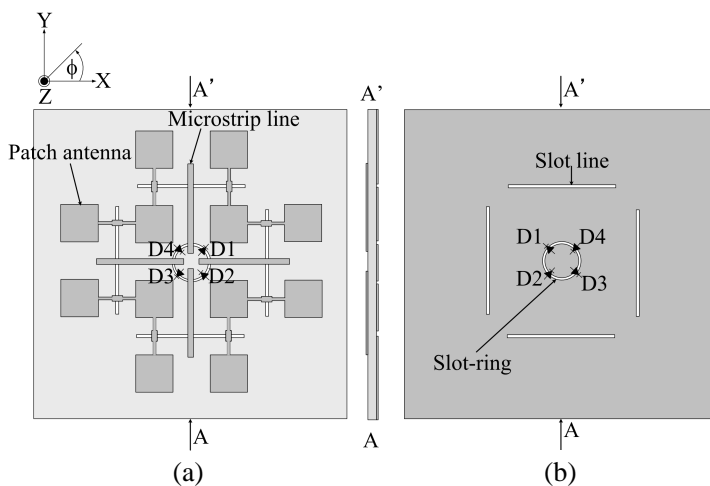 Y
ϕ
X
Z
A’
A’
A’
Microstrip line
Patch antenna
Slot line
D4
D1
D3
D2
D1
D4
D2
D3
Slot-ring
A
A
A
(a)
(b)